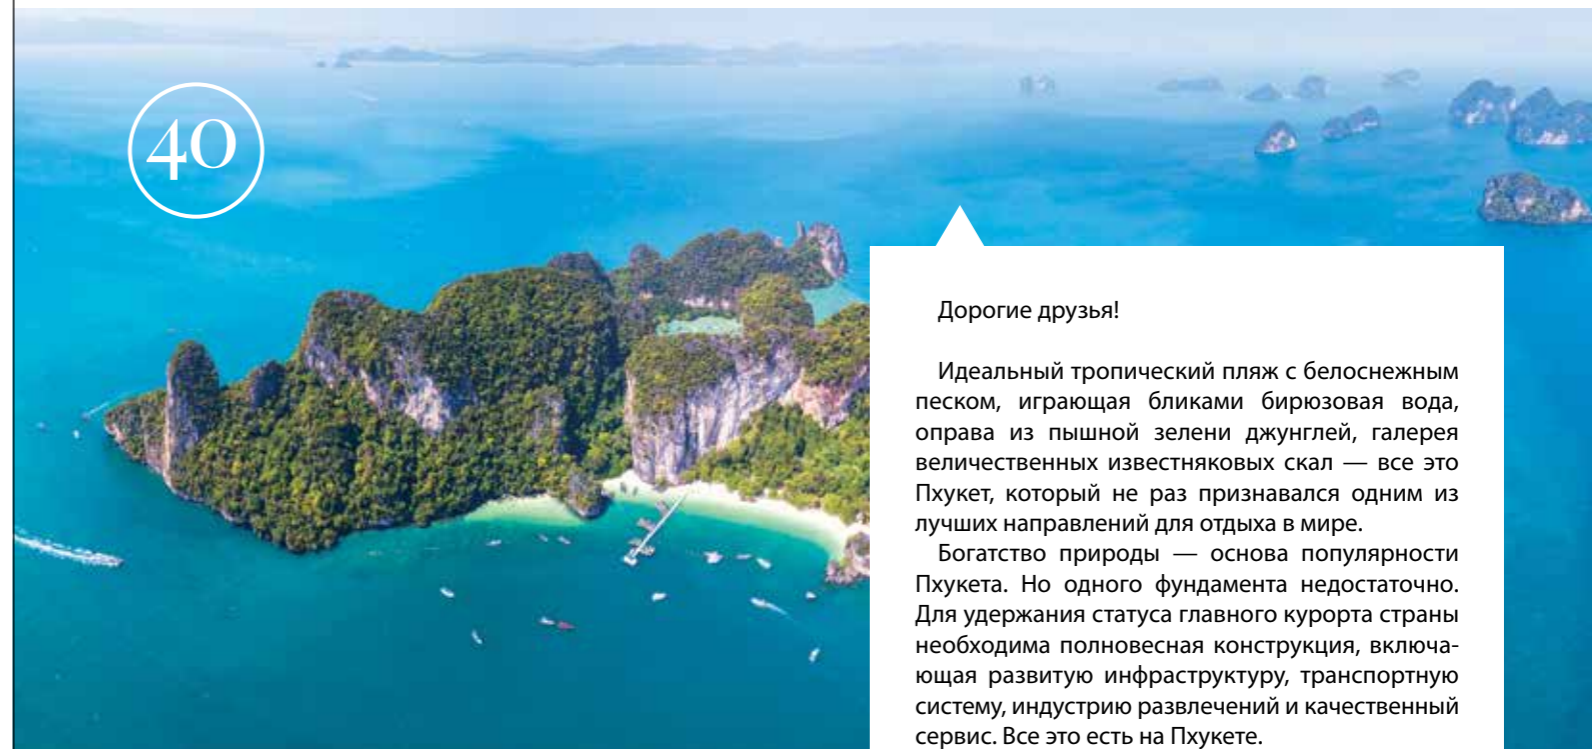 40
Дорогие друзья!
Идеальный тропический пляж с белоснежным
песком, играющая бликами бирюзовая вода,
оправа из пышной зелени джунглей, галерея
величественных известняковых скал — все это
Пхукет, который не раз признавался одним из
лучших направлений для отдыха в мире.
Богатство природы — основа популярности
Пхукета. Но одного фундамента недостаточно.
Для удержания статуса главного курорта страны
необходима полновесная конструкция, включа-
ющая развитую инфраструктуру, транспортную
систему, индустрию развлечений и качественный
сервис. Все это есть на Пхукете.